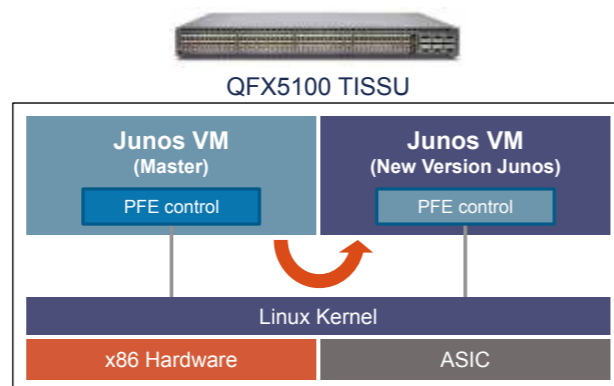 QFX5100 TISSU
Junos VM
(Master)
PFE control
Junos VM
(New Version Junos)
PFE control
Linux Kernel
x86 Hardware
ASIC